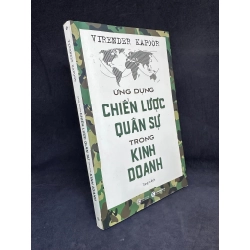 VIRENDER KAPOOR
ỨNG DỤNG
CHIẾN LƯỢC
QUÂN SỰ
TRONG
KINH
DOANH